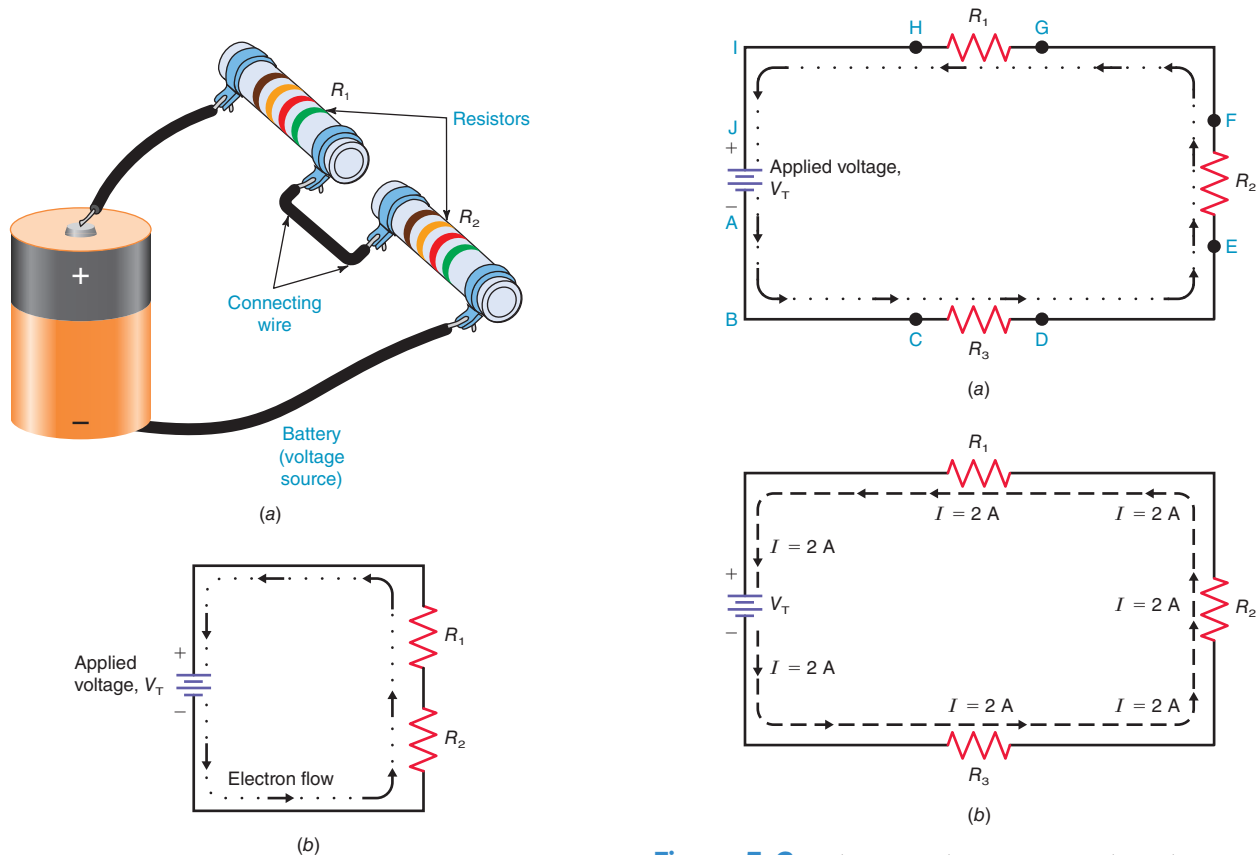 R1
Resistors
R2
Connecting
wire
+
−
Battery
(voltage
source)
(a)
Applied
voltage, VT
+
−
R1
R2
Electron flow
(b)
R1
H
G
I
J
F
+
Applied voltage,
VT
−
R2
A
E
B
C
D
R3
(a)
R1
I = 2 A
I = 2 A
I = 2 A
+
VT
I = 2 A
R2
−
I = 2 A
I = 2 A
I = 2 A
R3
(b)